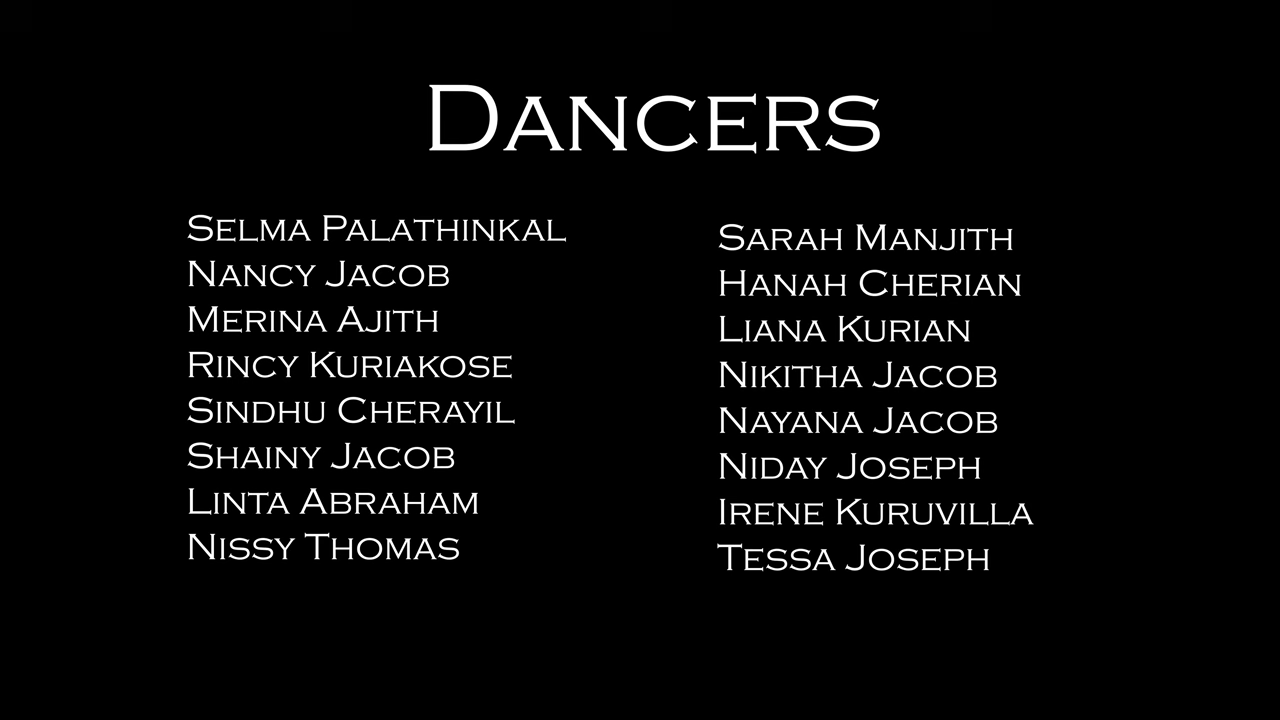 Dancers
Selma Palathinkal
Nancy Jacob
Merina Ajith
Rincy Kuriakose
Sindhu Cherayil
Shainy Jacob
Linta Abraham
Nissy Thomas
Sarah Manjith
Hanah Cherian
Liana Kurian
Nikitha Jacob
Nayana Jacob
Niday Joseph
Irene Kuruvilla
Tessa Joseph